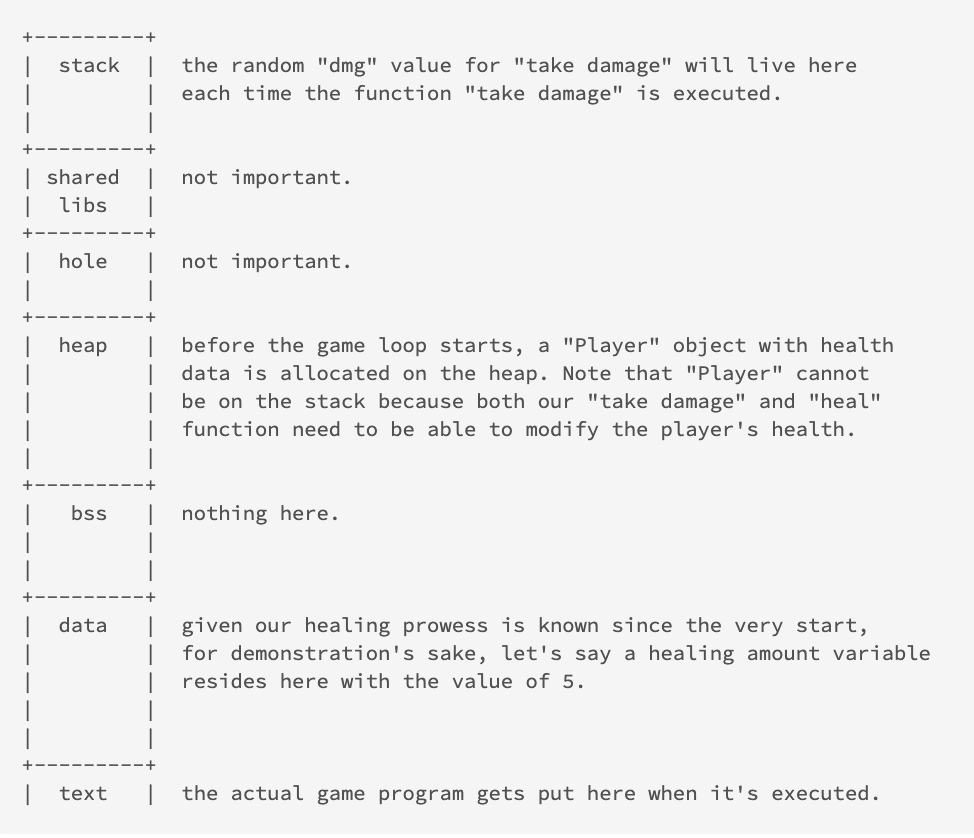 +---------+
|  stack  |  the random "dmg" value for "take damage" will live here
|         |  each time the function "take damage" is executed.
|         |
+---------+
| shared  |  not important.
|  libs   |
+---------+
|  hole   |  not important.
|         |
+---------+
|  heap   |  before the game loop starts, a "Player" object with health
|         |  data is allocated on the heap. Note that "Player" cannot
|         |  be on the stack because both our "take damage" and "heal"
|         |  function need to be able to modify the player's health.
|         |
+---------+
|   bss   |  nothing here.
|         |
|         |
+---------+
|  data   |  given our healing prowess is known since the very start,
|         |  for demonstration's sake, let's say a healing amount variable
|         |  resides here with the value of 5.
|         |
|         |
+---------+
|  text   |  the actual game program gets put here when it's executed.